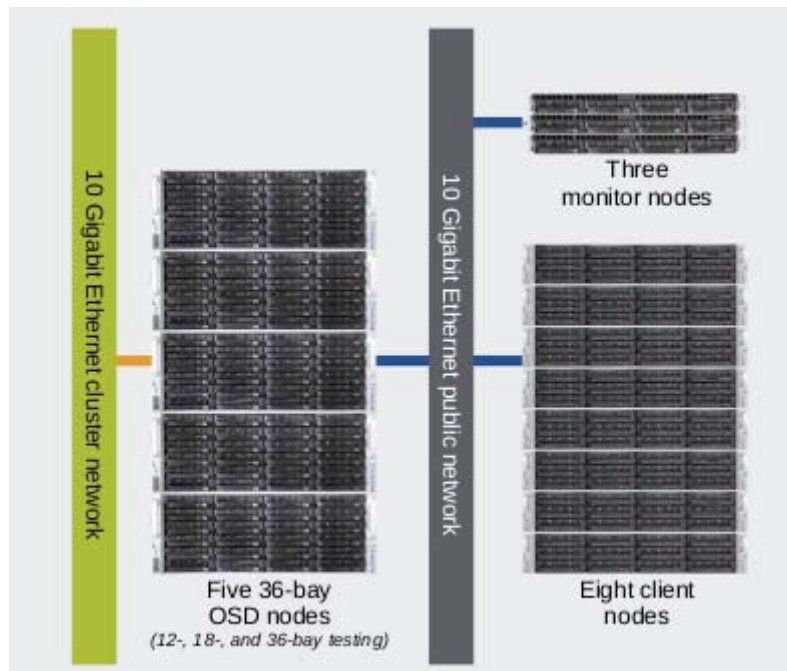 10 Gigabit Ethernet cluster network
Five 36-bay
OSD nodes
(12-, 18-, and 36-bay testing)
10 Gigabit Ethernet public network
Three
monitor nodes
Eight client
nodes